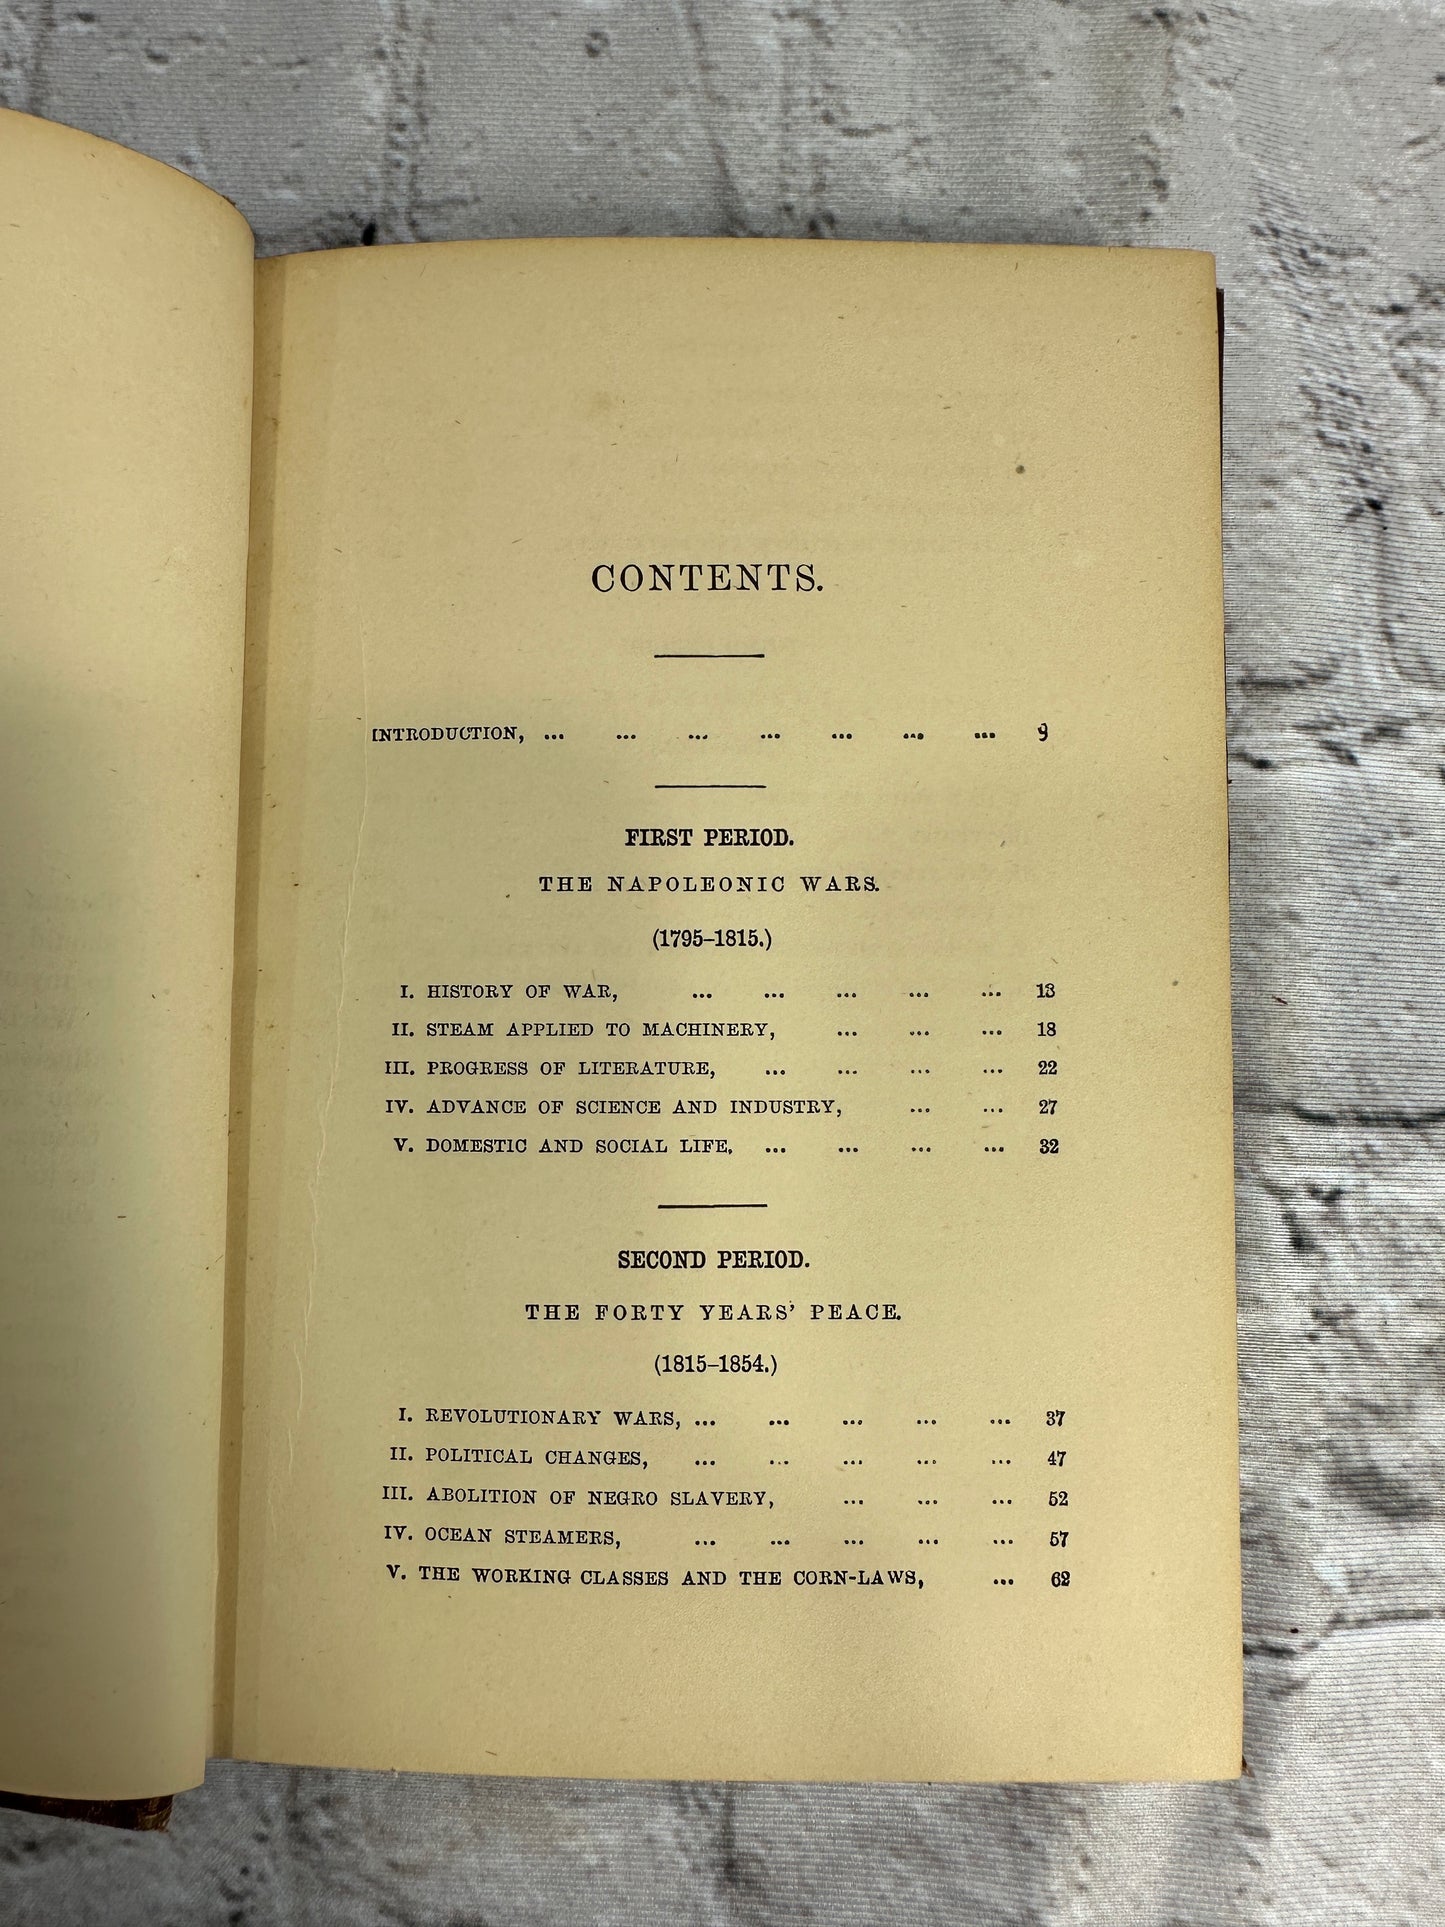 CONTENTS.
INTRODUCTION, ... ... ... ... ... ... ... 9
FIRST PERIOD.
THE NAPOLEONIC WARS.
(1795–1815.)
I. HISTORY OF WAR, ... ... ... ... ... 13
II. STEAM APPLIED TO MACHINERY, ... ... ... 18
III. PROGRESS OF LITERATURE, ... ... ... ... 22
IV. ADVANCE OF SCIENCE AND INDUSTRY, ... ... 27
V. DOMESTIC AND SOCIAL LIFE, ... ... ... ... 32
SECOND PERIOD.
THE FORTY YEARS' PEACE.
(1815–1854.)
I. REVOLUTIONARY WARS, ... ... ... ... ... 37
II. POLITICAL CHANGES, ... ... ... ... ... 47
III. ABOLITION OF NEGRO SLAVERY, ... ... ... 52
IV. OCEAN STEAMERS, ... ... ... ... ... 57
V. THE WORKING CLASSES AND THE CORN-LAWS, ... 62